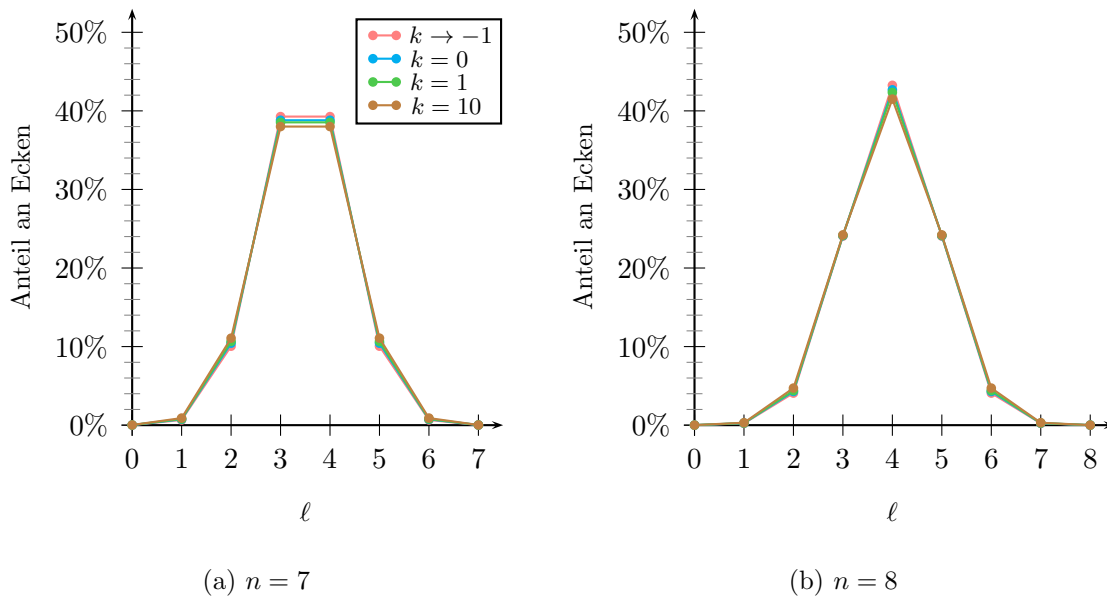 50%
40%
30%
20%
10%
0%
Anteil an Ecken
0 1 2 3 4 5 6 7
ℓ
k → −1
k = 0
k = 1
k = 10
(a) n = 7
50%
40%
30%
20%
10%
0%
Anteil an Ecken
0 1 2 3 4 5 6 7 8
ℓ
(b) n = 8